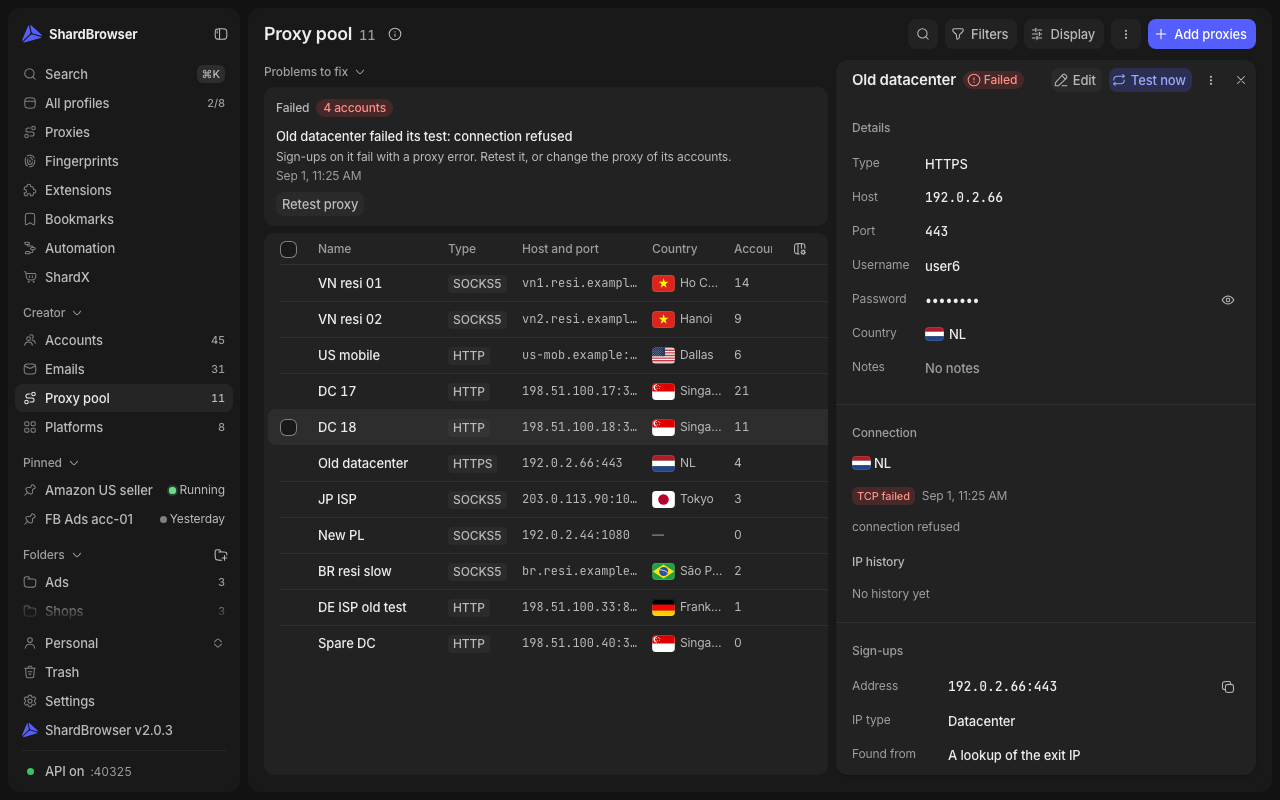 ShardBrowser
Search ⌘K
All profiles 2/8
Proxies
Fingerprints
Extensions
Bookmarks
Automation
ShardX
Creator
Accounts 45
Emails 31
Proxy pool 11
Platforms 8
Pinned
Amazon US seller Running
FB Ads acc-01 Yesterday
Folders
Ads 3
Shops 3
Personal
Trash
Settings
ShardBrowser v2.0.3
API on :40325
Proxy pool 11
Filters
Display
Add proxies
Problems to fix
Failed 4 accounts
Old datacenter failed its test: connection refused
Sign-ups on it fail with a proxy error. Retest it, or change the proxy of its accounts.
Sep 1, 11:25 AM
Retest proxy
Name Type Host and port Country Accou
VN resi 01 SOCKS5 vn1.resi.exampl… Ho C… 14
VN resi 02 SOCKS5 vn2.resi.exampl… Hanoi 9
US mobile HTTP us-mob.example:… Dallas 6
DC 17 HTTP 198.51.100.17:3… Singa… 21
DC 18 HTTP 198.51.100.18:3… Singa… 11
Old datacenter HTTPS 192.0.2.66:443 NL 4
JP ISP SOCKS5 203.0.113.90:10… Tokyo 3
New PL SOCKS5 192.0.2.44:1080 — 0
BR resi slow SOCKS5 br.resi.example… São P… 2
DE ISP old test HTTP 198.51.100.33:8… Frank… 1
Spare DC HTTP 198.51.100.40:3… Singa… 0
Old datacenter Failed Edit Test now
Details
Type HTTPS
Host 192.0.2.66
Port 443
Username user6
Password ••••••••
Country NL
Notes No notes
Connection
NL
TCP failed Sep 1, 11:25 AM
connection refused
IP history
No history yet
Sign-ups
Address 192.0.2.66:443
IP type Datacenter
Found from A lookup of the exit IP